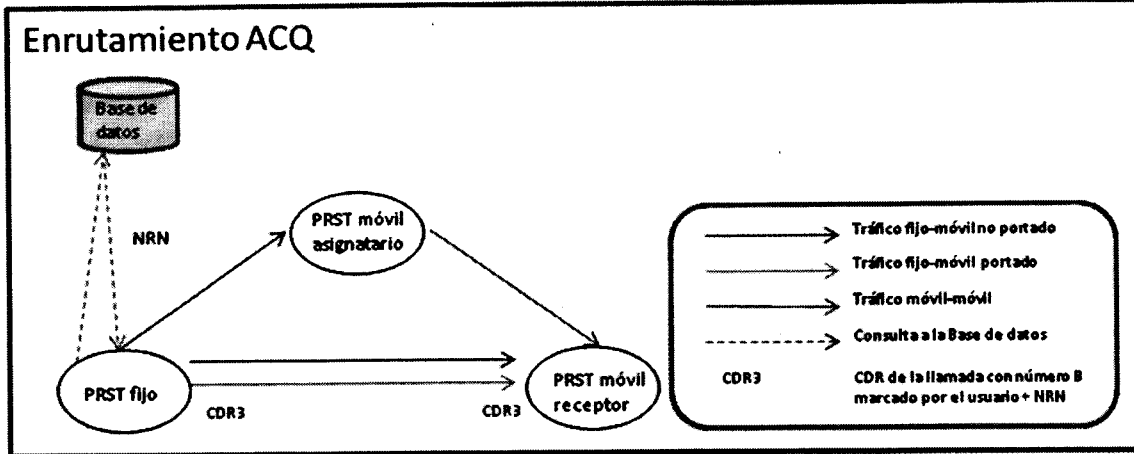 Enrutamiento ACQ
Base de
datos
NRN
PRST móvil
asignatario
PRST fijo
CDR3
CDR3
PRST móvil
receptor
Tráfico fijo-móvil no portado
Tráfico fijo-móvil portado
Tráfico móvil-móvil
Consulta a la Base de datos
CDR3
CDR de la llamada con número B
marcado por el usuario + NRN